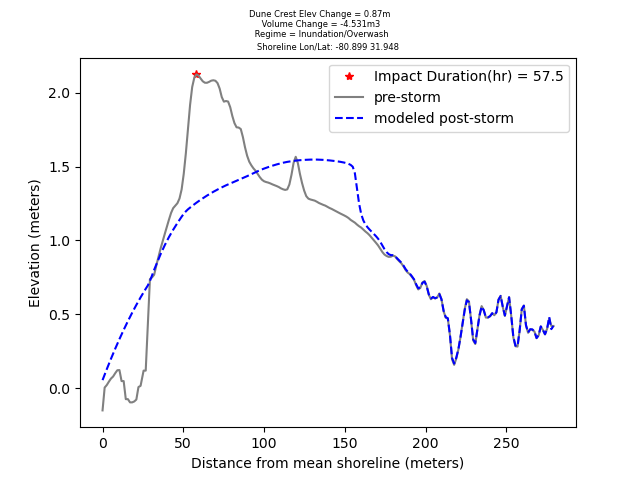 Dune Crest Elev Change = 0.87m
Volume Change = -4.531m3
Regime = Inundation/Overwash
Shoreline Lon/Lat: -80.899 31.948
Impact Duration(hr) = 57.5
pre-storm
modeled post-storm
Elevation (meters)
2.0
1.5
1.0
0.5
0.0
0 50 100 150 200 250
Distance from mean shoreline (meters)